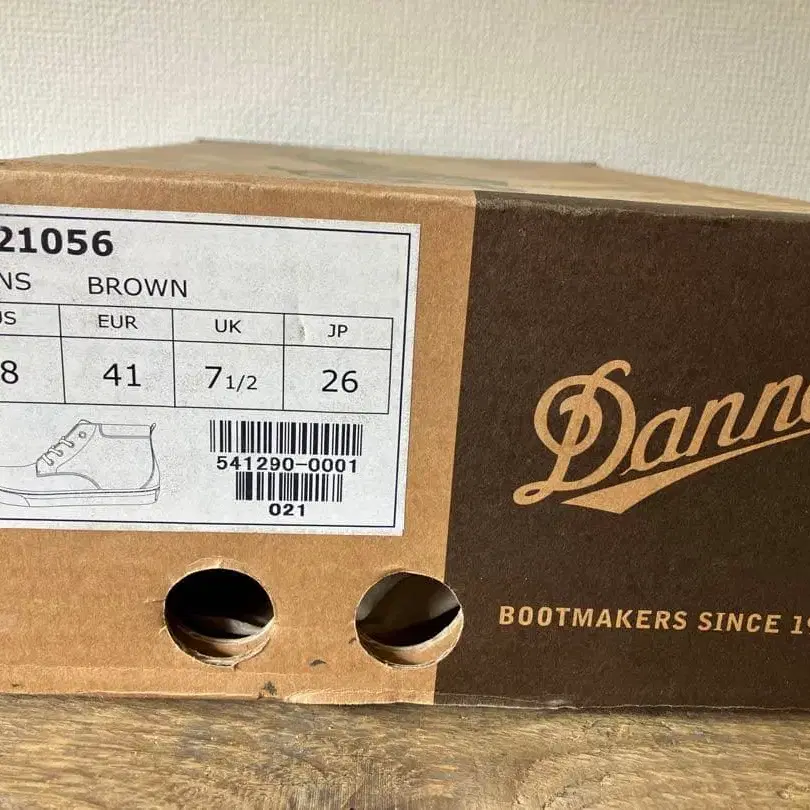 21056
NS BROWN
US EUR UK JP
8 41 7 1/2 26
541290-0001
021
Danne
BOOTMAKERS SINCE 19